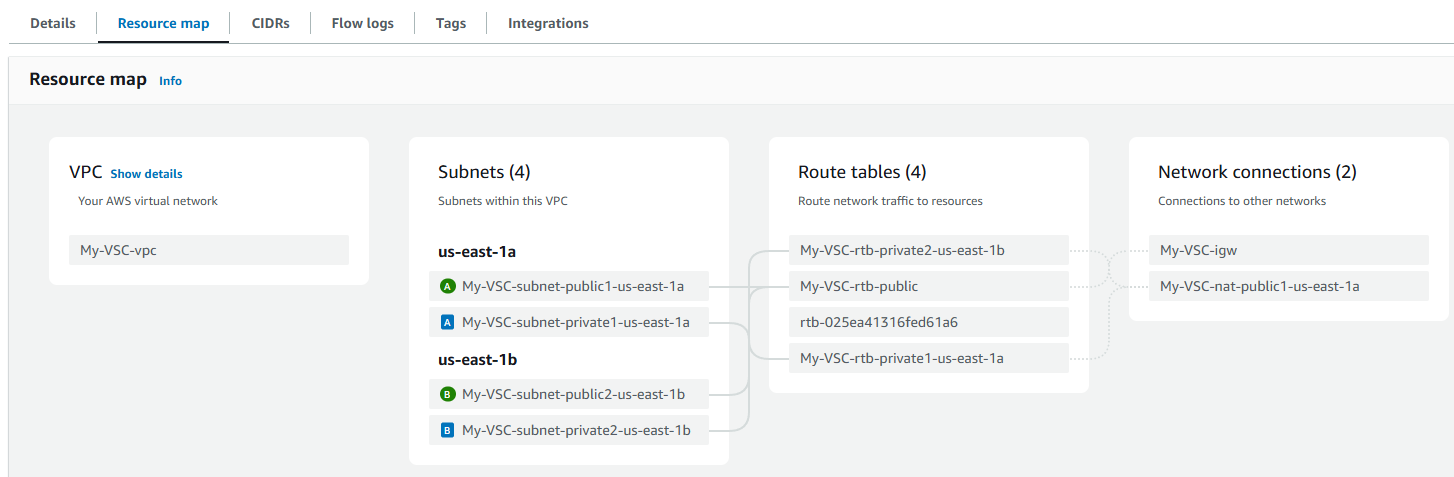 Details
Resource map
CIDRs
Flow logs
Tags
Integrations
Resource map Info
VPC Show details
Your AWS virtual network
My-VSC-vpc
Subnets (4)
Subnets within this VPC
us-east-1a
A My-VSC-subnet-public1-us-east-1a
A My-VSC-subnet-private1-us-east-1a
us-east-1b
B My-VSC-subnet-public2-us-east-1b
B My-VSC-subnet-private2-us-east-1b
Route tables (4)
Route network traffic to resources
My-VSC-rtb-private2-us-east-1b
My-VSC-rtb-public
rtb-025ea41316fed61a6
My-VSC-rtb-private1-us-east-1a
Network connections (2)
Connections to other networks
My-VSC-igw
My-VSC-nat-public1-us-east-1a